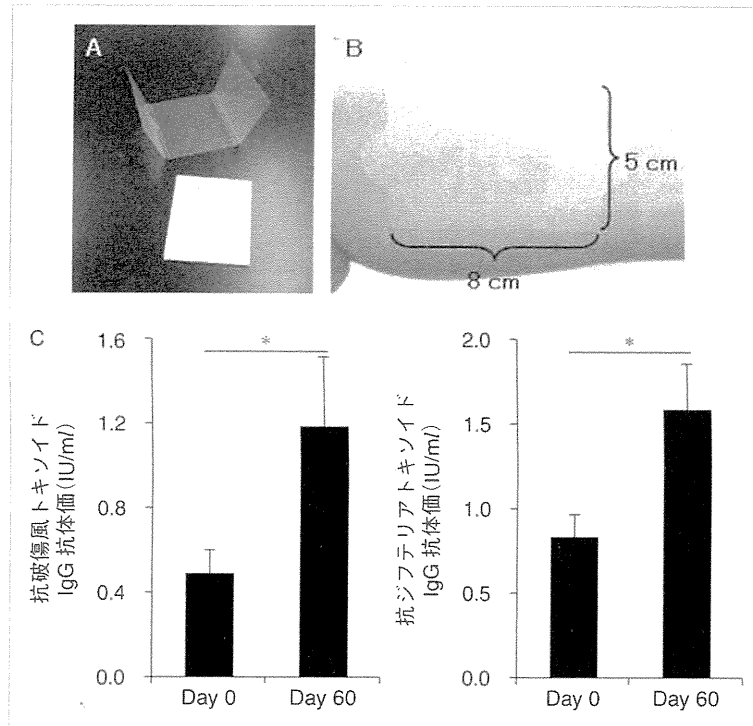 A
B
5 cm
8 cm
C
抗破傷風トキソイド
IgG 抗体価(IU/ml)
1.6
1.2
0.8
0.4
0.0
*
Day 0
Day 60
抗ジフテリアトキソイド
IgG 抗体価(IU/ml)
2.0
1.5
1.0
0.5
0.0
*
Day 0
Day 60